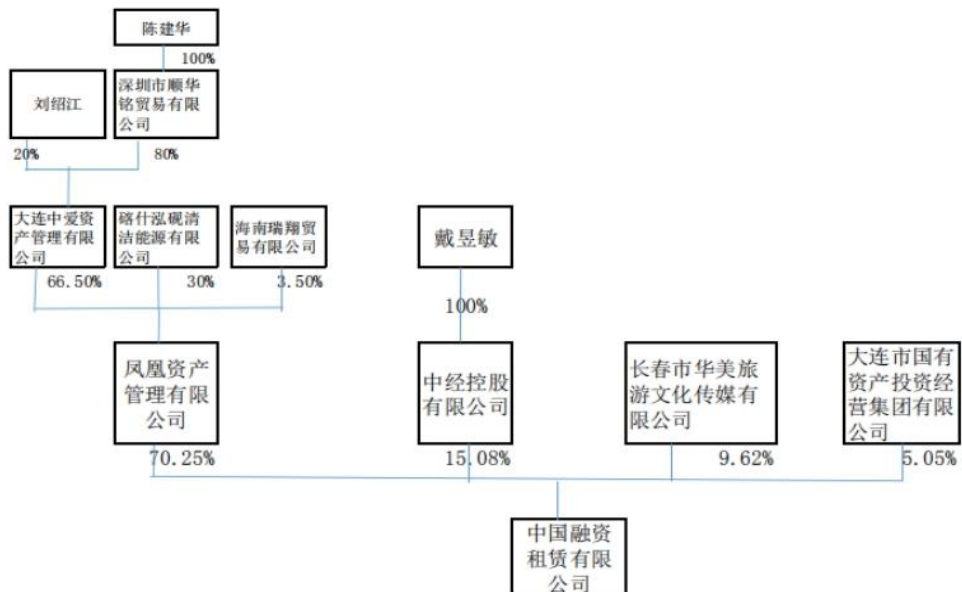 陈建华
100%
刘绍江
深圳市顺华
铭贸易有限
公司
20%
80%
大连中爱资
产管理有限
公司
喀什泓砚清
洁能源有限
公司
海南瑞翔贸
易有限公司
戴昱敏
66.50%
30%
3.50%
100%
凤凰资产
管理有限
公司
中经控股
有限公司
长春市华美旅
游文化传媒有
限公司
大连市国有
资产投资经
营集团有限
公司
70.25%
15.08%
9.62%
5.05%
中国融资
租赁有限
公司